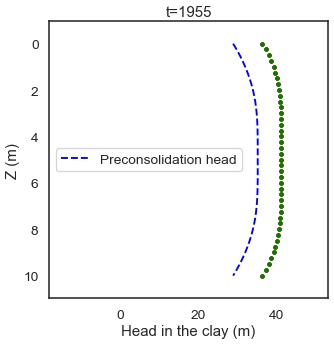 t=1955
0
2
4
6
8
10
Z (m)
Preconsolidation head
0
20
40
Head in the clay (m)